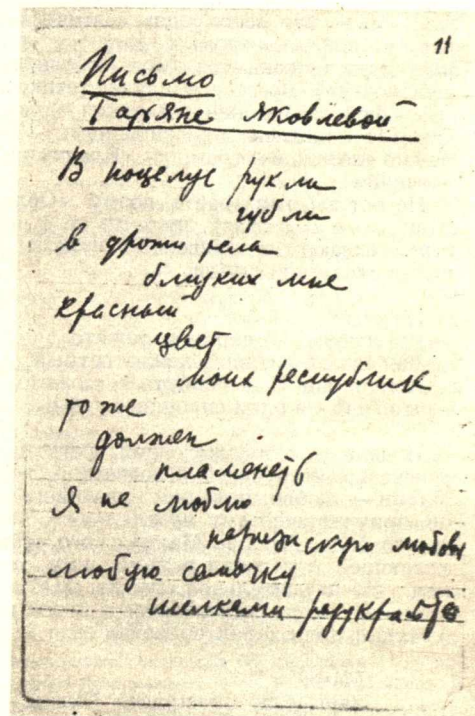 11
Письмо
Татьяне Яковлевой
В поцелуе рук ли
губ ли
в дрожи тела
близких мне
красный
цвет
моих республик
тоже
должен
пламенеть
Я не люблю
парижскую любовь
любую самочку
шелками разукрасьте